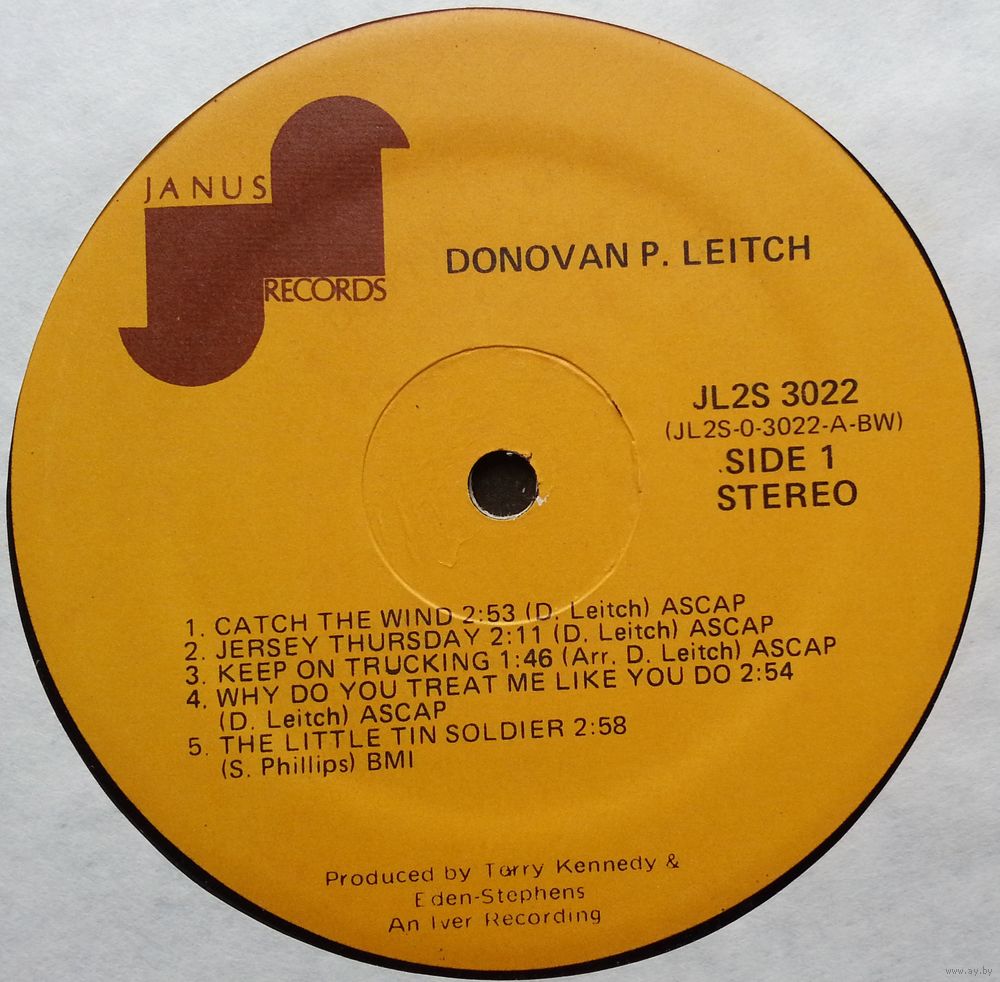 JANUS
RECORDS
DONOVAN P. LEITCH
JL2S 3022
(JL2S-0-3022-A-BW)
SIDE 1
STEREO
1. CATCH THE WIND 2:53 (D. Leitch) ASCAP
2. JERSEY THURSDAY 2:11 (D. Leitch) ASCAP
3. KEEP ON TRUCKING 1:46 (Arr. D. Leitch) ASCAP
4. WHY DO YOU TREAT ME LIKE YOU DO 2:54
(D. Leitch) ASCAP
5. THE LITTLE TIN SOLDIER 2:58
(S. Phillips) BMI
Produced by Terry Kennedy &
Eden-Stephens
An Iver Recording
www.ay.by